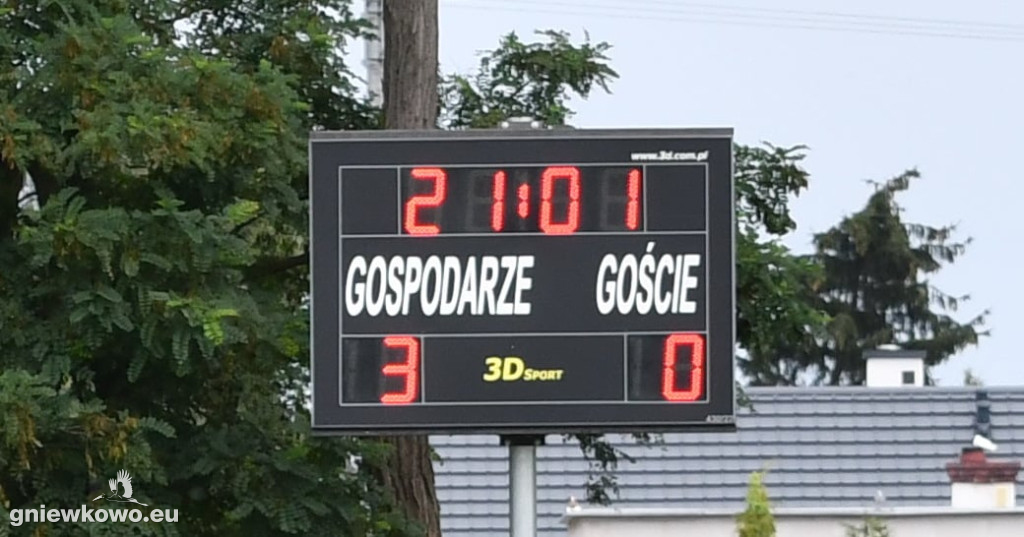 www.3d.com.pl
21:01
GOSPODARZE GOŚCIE
3 3D SPORT 0
gniewkowo.eu